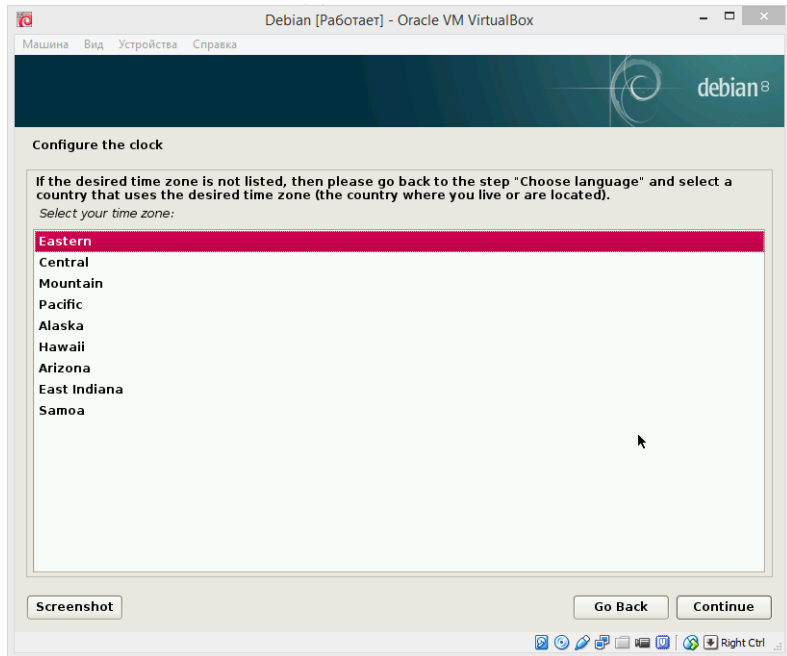 Debian [Работает] - Oracle VM VirtualBox
Машина Вид Устройства Справка
debian 8
Configure the clock
If the desired time zone is not listed, then please go back to the step "Choose language" and select a
country that uses the desired time zone (the country where you live or are located).
Select your time zone:
Eastern
Central
Mountain
Pacific
Alaska
Hawaii
Arizona
East Indiana
Samoa
Screenshot Go Back Continue
Right Ctrl